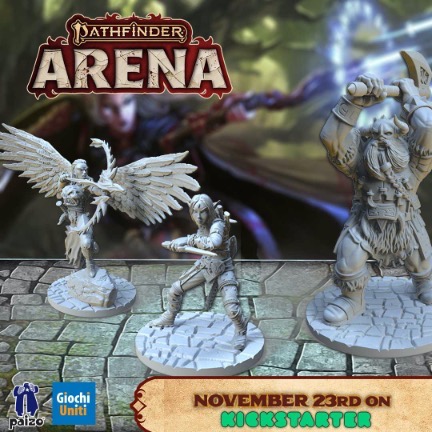 PATHFINDER
ARENA
paizo
Giochi
Uniti
NOVEMBER 23RD ON
KICKSTARTER